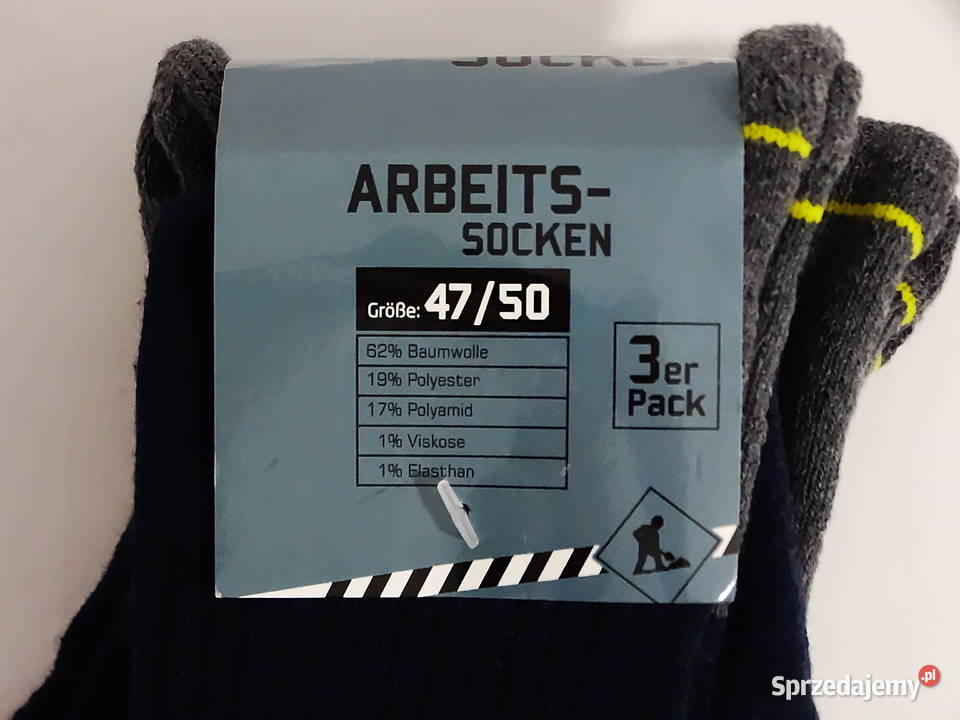 SOCKEN
ARBEITS-
SOCKEN
Größe: 47/50
62% Baumwolle
19% Polyester
17% Polyamid
1% Viskose
1% Elasthan
3er
Pack
Sprzedajemy.pl